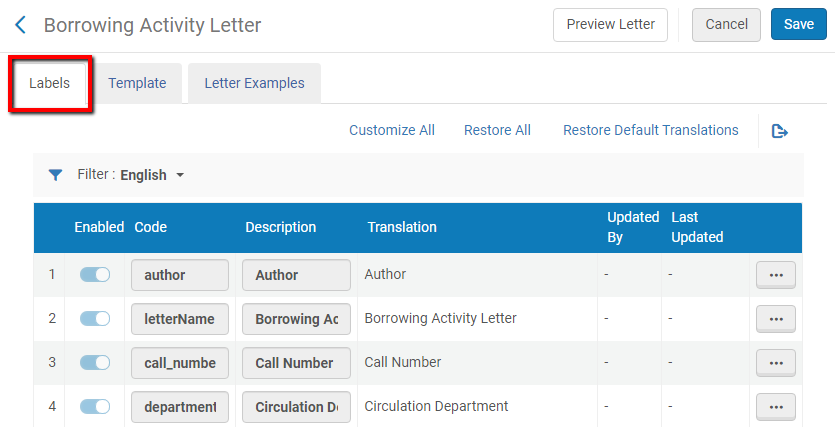 Borrowing Activity Letter
Preview Letter
Cancel
Save
Labels
Template
Letter Examples
Customize All
Restore All
Restore Default Translations
Filter : English
Enabled Code Description Translation Updated By Last Updated
1 author Author Author - - ...
2 letterName Borrowing Ac Borrowing Activity Letter - - ...
3 call_numbe Call Number Call Number - - ...
4 department Circulation De Circulation Department - - ...